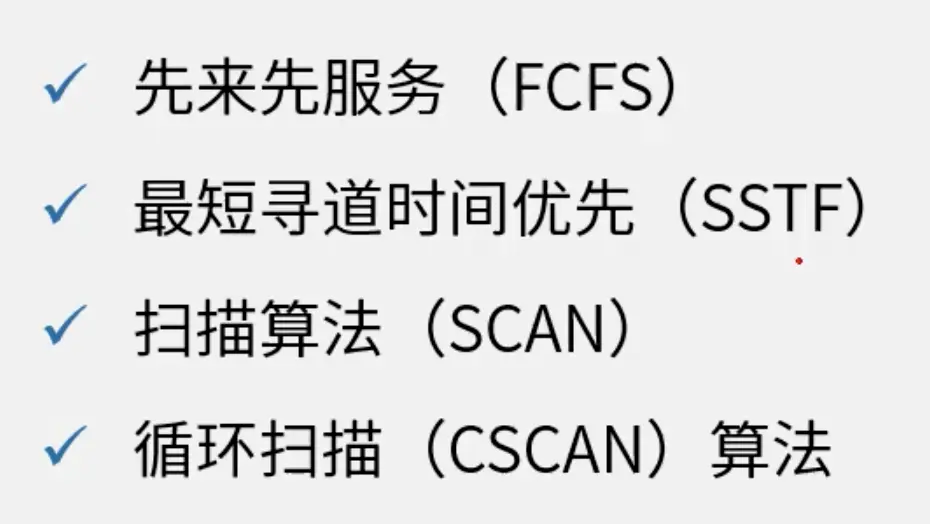 ✓ 先来先服务（FCFS）
✓ 最短寻道时间优先（SSTF）
✓ 扫描算法（SCAN）
✓ 循环扫描（CSCAN）算法